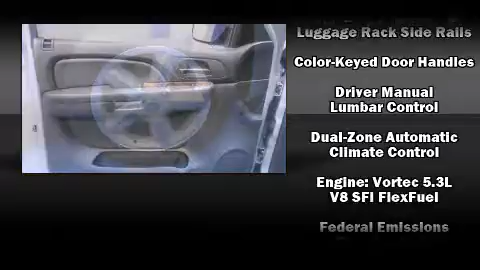 Luggage Rack Side Rails
Color-Keyed Door Handles
Driver Manual
Lumbar Control
Dual-Zone Automatic
Climate Control
Engine: Vortec 5.3L
V8 SFI FlexFuel
Federal Emissions